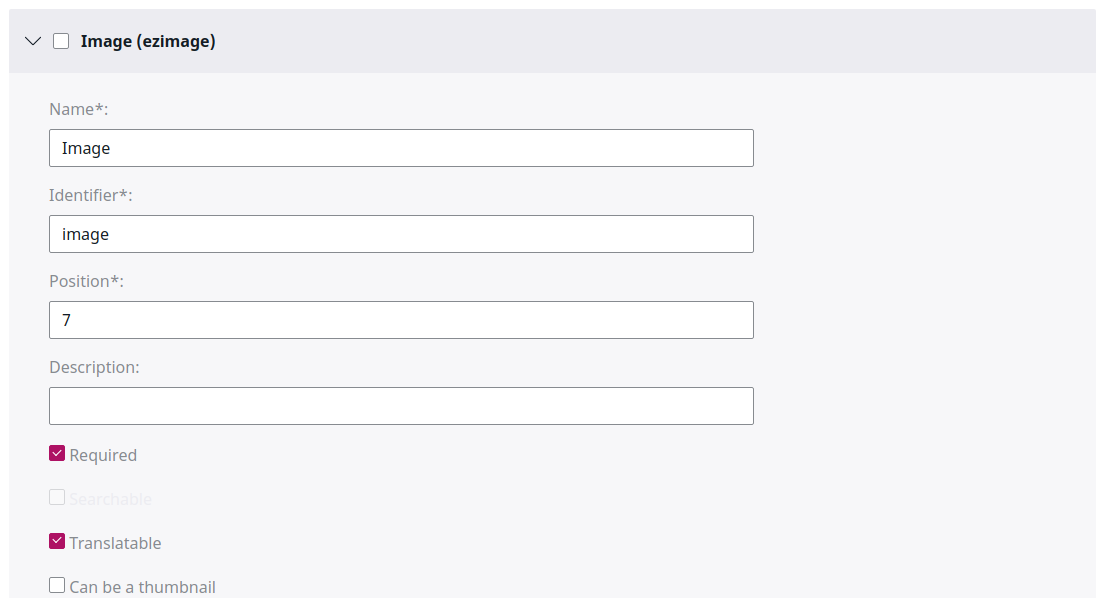 Image (ezimage)
Name*:
Image
Identifier*:
image
Position*:
7
Description:
Required
Searchable
Translatable
Can be a thumbnail